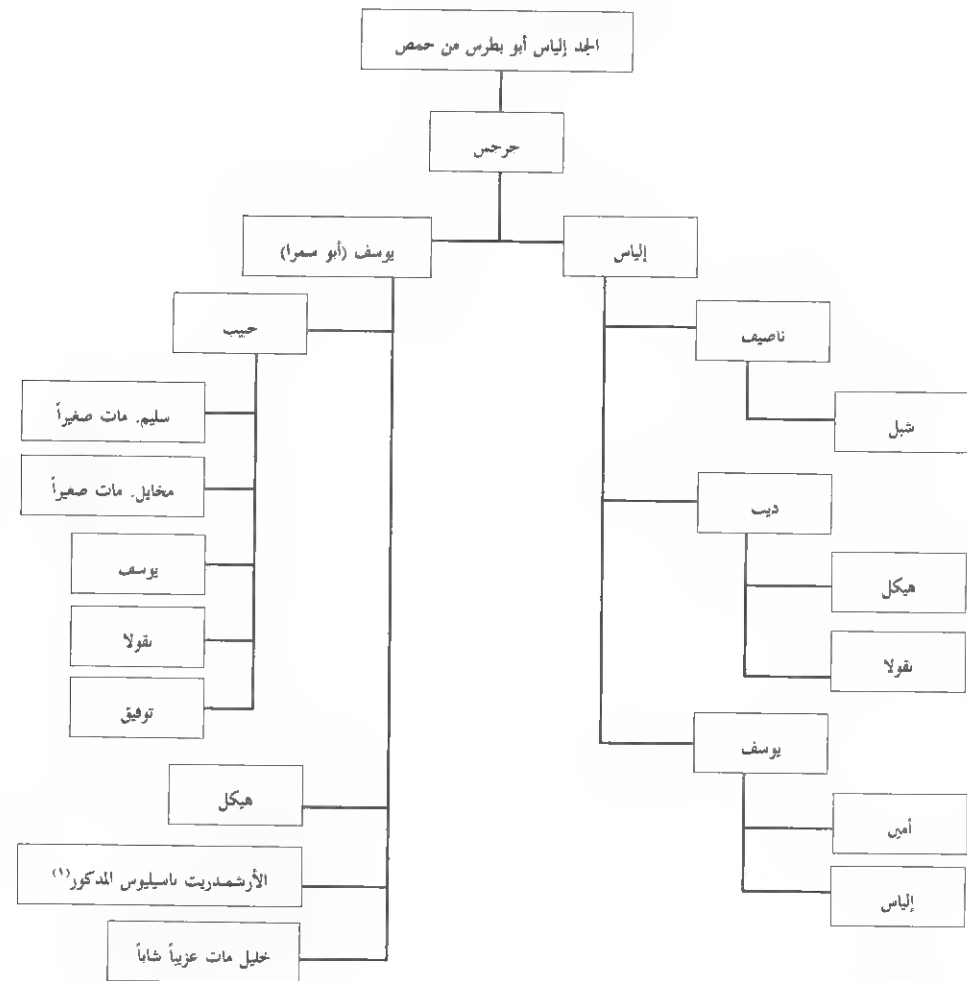 الجد إلياس أبو بطرس من حمص
جرجس
إلياس
يوسف (أبو سمرا)
ناصيف
شبل
ديب
هيكل
نقولا
يوسف
أمين
إلياس
حبيب
سليم. مات صغيراً
مخايل. مات صغيراً
يوسف
نقولا
توفيق
هيكل
الأرشمدريت باسيليوس المذكور(١)
خليل مات عزيباً شاباً